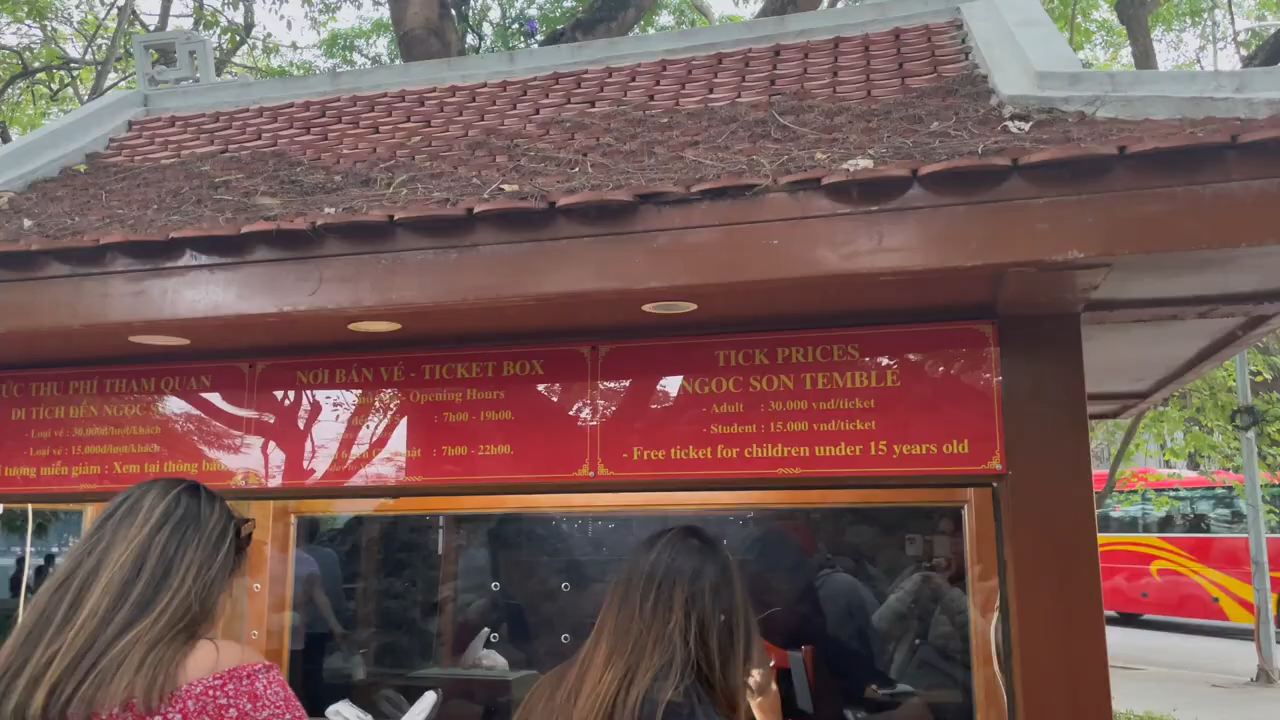 ỨC THU PHÍ THAM QUAN
DI TÍCH ĐỀN NGỌC
- Loại vé : 30.000đ/lượt/khách
- Loại vé : 15.000đ/lượt/khách
tượng miễn giảm : Xem tại thông báo
NƠI BÁN VÉ - TICKET BOX
- Opening Hours
: 7h00 - 19h00.
: 7h00 - 22h00.
TICK PRICES
NGOC SON TEMBLE
- Adult : 30.000 vnd/ticket
- Student : 15.000 vnd/ticket
- Free ticket for children under 15 years old